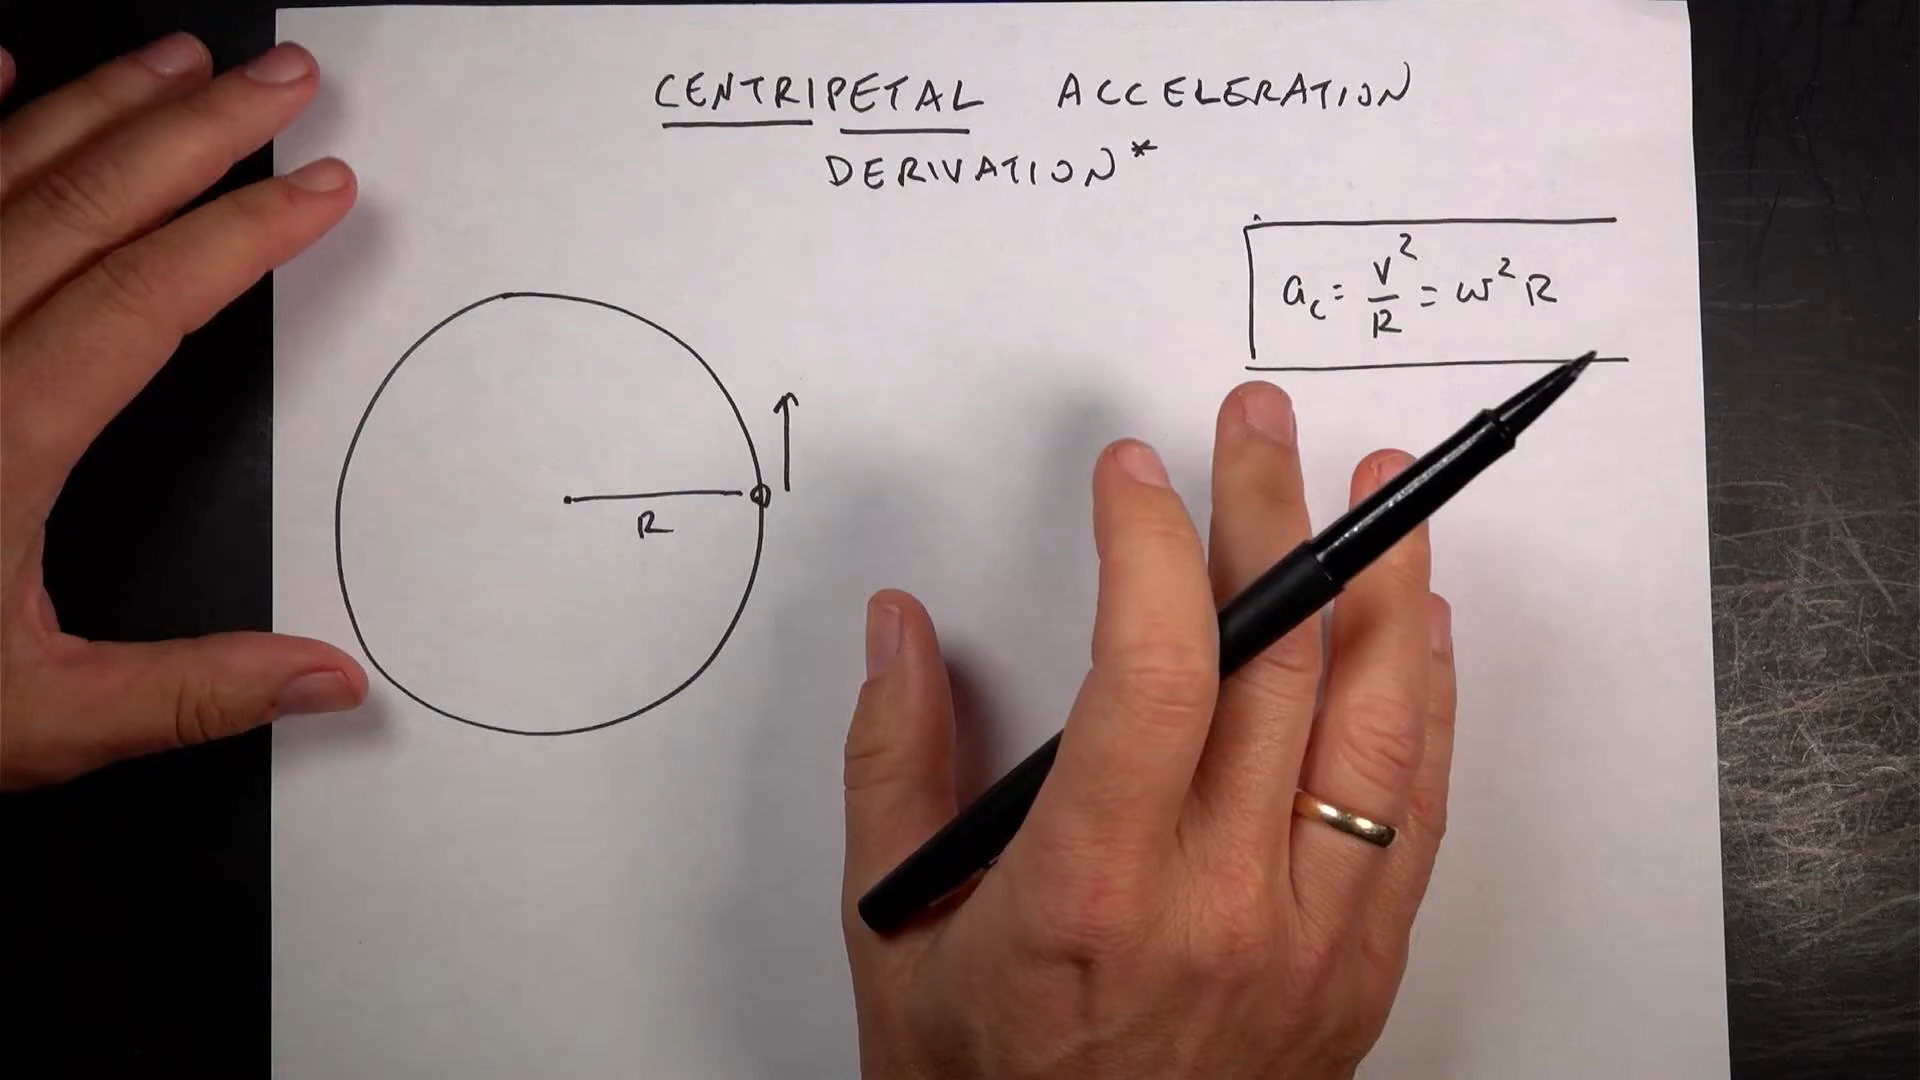 CENTRIPETAL ACCELERATION
DERIVATION*
a_c = v²/R = ω²R
R